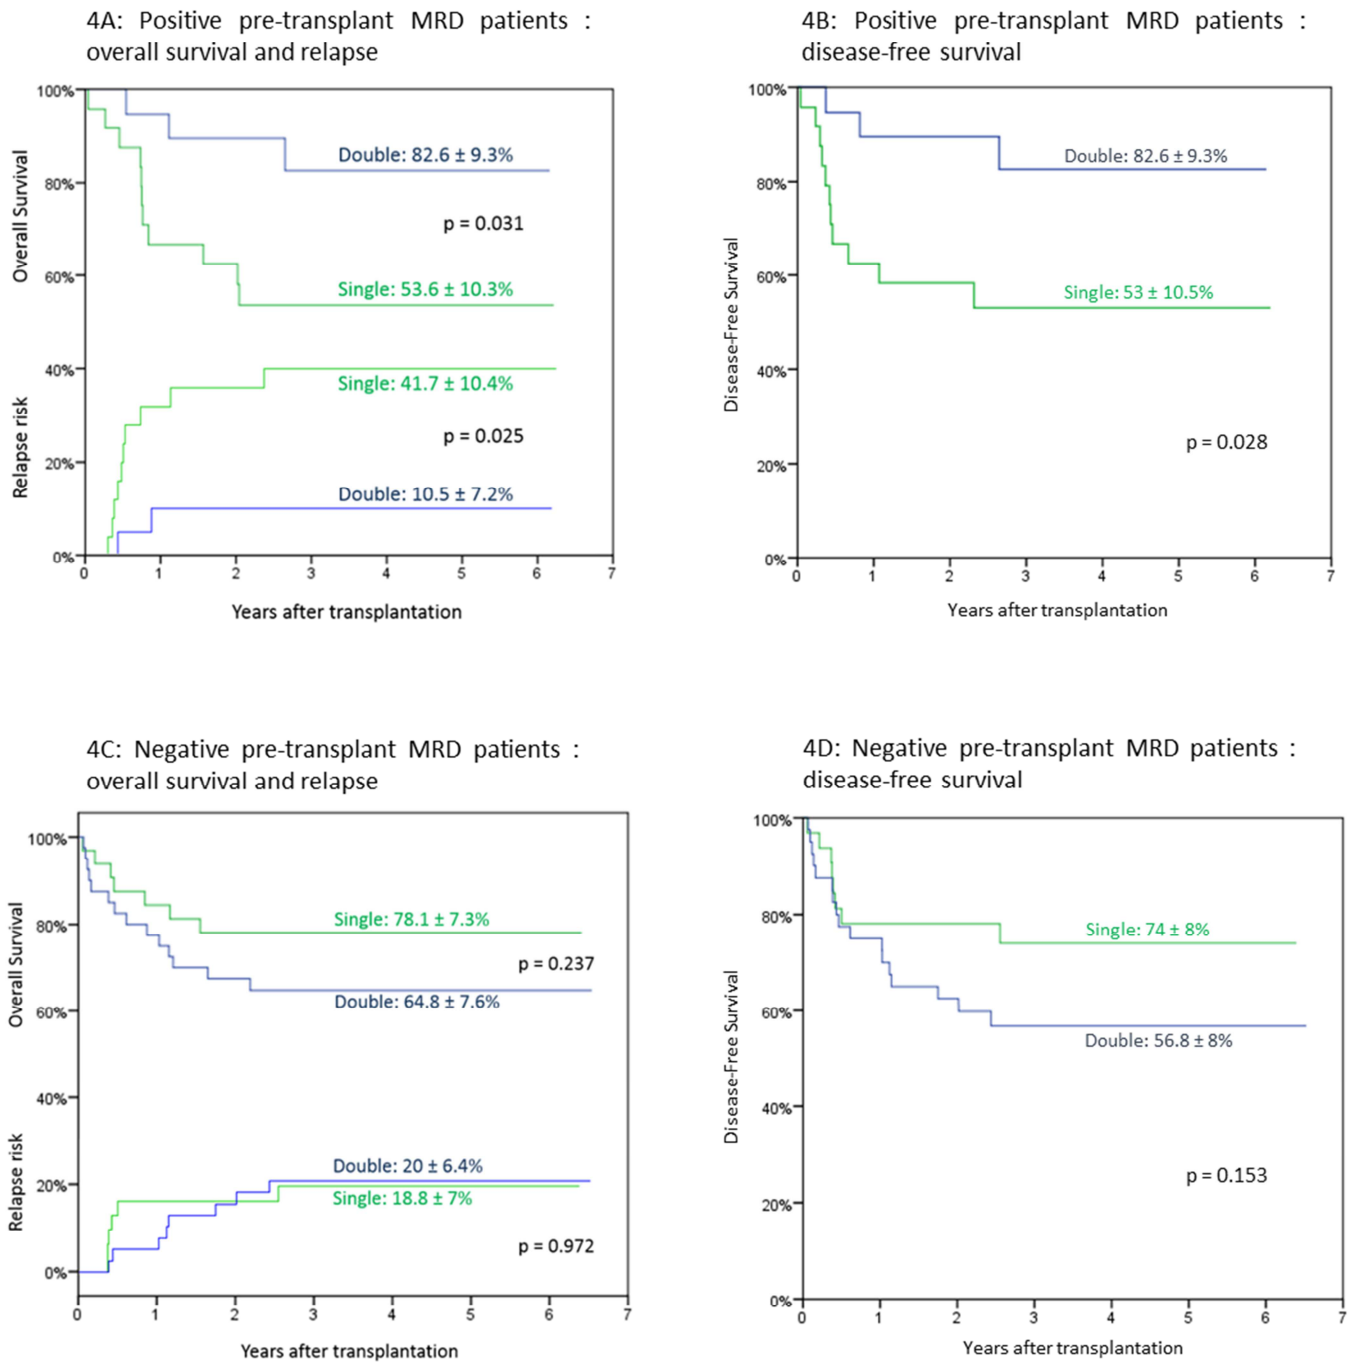 4A: Positive pre-transplant MRD patients :
overall survival and relapse
100%
80%
60%
40%
20%
0%
Overall Survival
Relapse risk
Double: 82.6 ± 9.3%
p = 0.031
Single: 53.6 ± 10.3%
Single: 41.7 ± 10.4%
p = 0.025
Double: 10.5 ± 7.2%
0 1 2 3 4 5 6 7
Years after transplantation
4B: Positive pre-transplant MRD patients :
disease-free survival
100%
80%
60%
40%
20%
0%
Disease-Free Survival
Double: 82.6 ± 9.3%
Single: 53 ± 10.5%
p = 0.028
0 1 2 3 4 5 6 7
Years after transplantation
4C: Negative pre-transplant MRD patients :
overall survival and relapse
100%
80%
60%
40%
20%
0%
Overall Survival
Relapse risk
Single: 78.1 ± 7.3%
p = 0.237
Double: 64.8 ± 7.6%
Double: 20 ± 6.4%
Single: 18.8 ± 7%
p = 0.972
0 1 2 3 4 5 6 7
Years after transplantation
4D: Negative pre-transplant MRD patients :
disease-free survival
100%
80%
60%
40%
20%
0%
Disease-Free Survival
Single: 74 ± 8%
Double: 56.8 ± 8%
p = 0.153
0 1 2 3 4 5 6 7
Years after transplantation